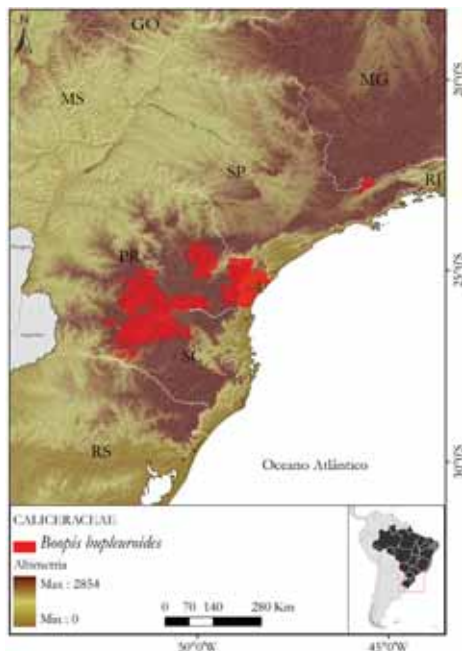 N
GO
20°0'S
MS
MG
SP
RJ
PR
25°0'S
SC
RS
Oceano Atlântico
30°0'S
CALICERACEAE
Boopis bupleuroides
Altimetria
Max : 2854
Min : 0
0 70 140 280 Km
50°0'W 45°0'W